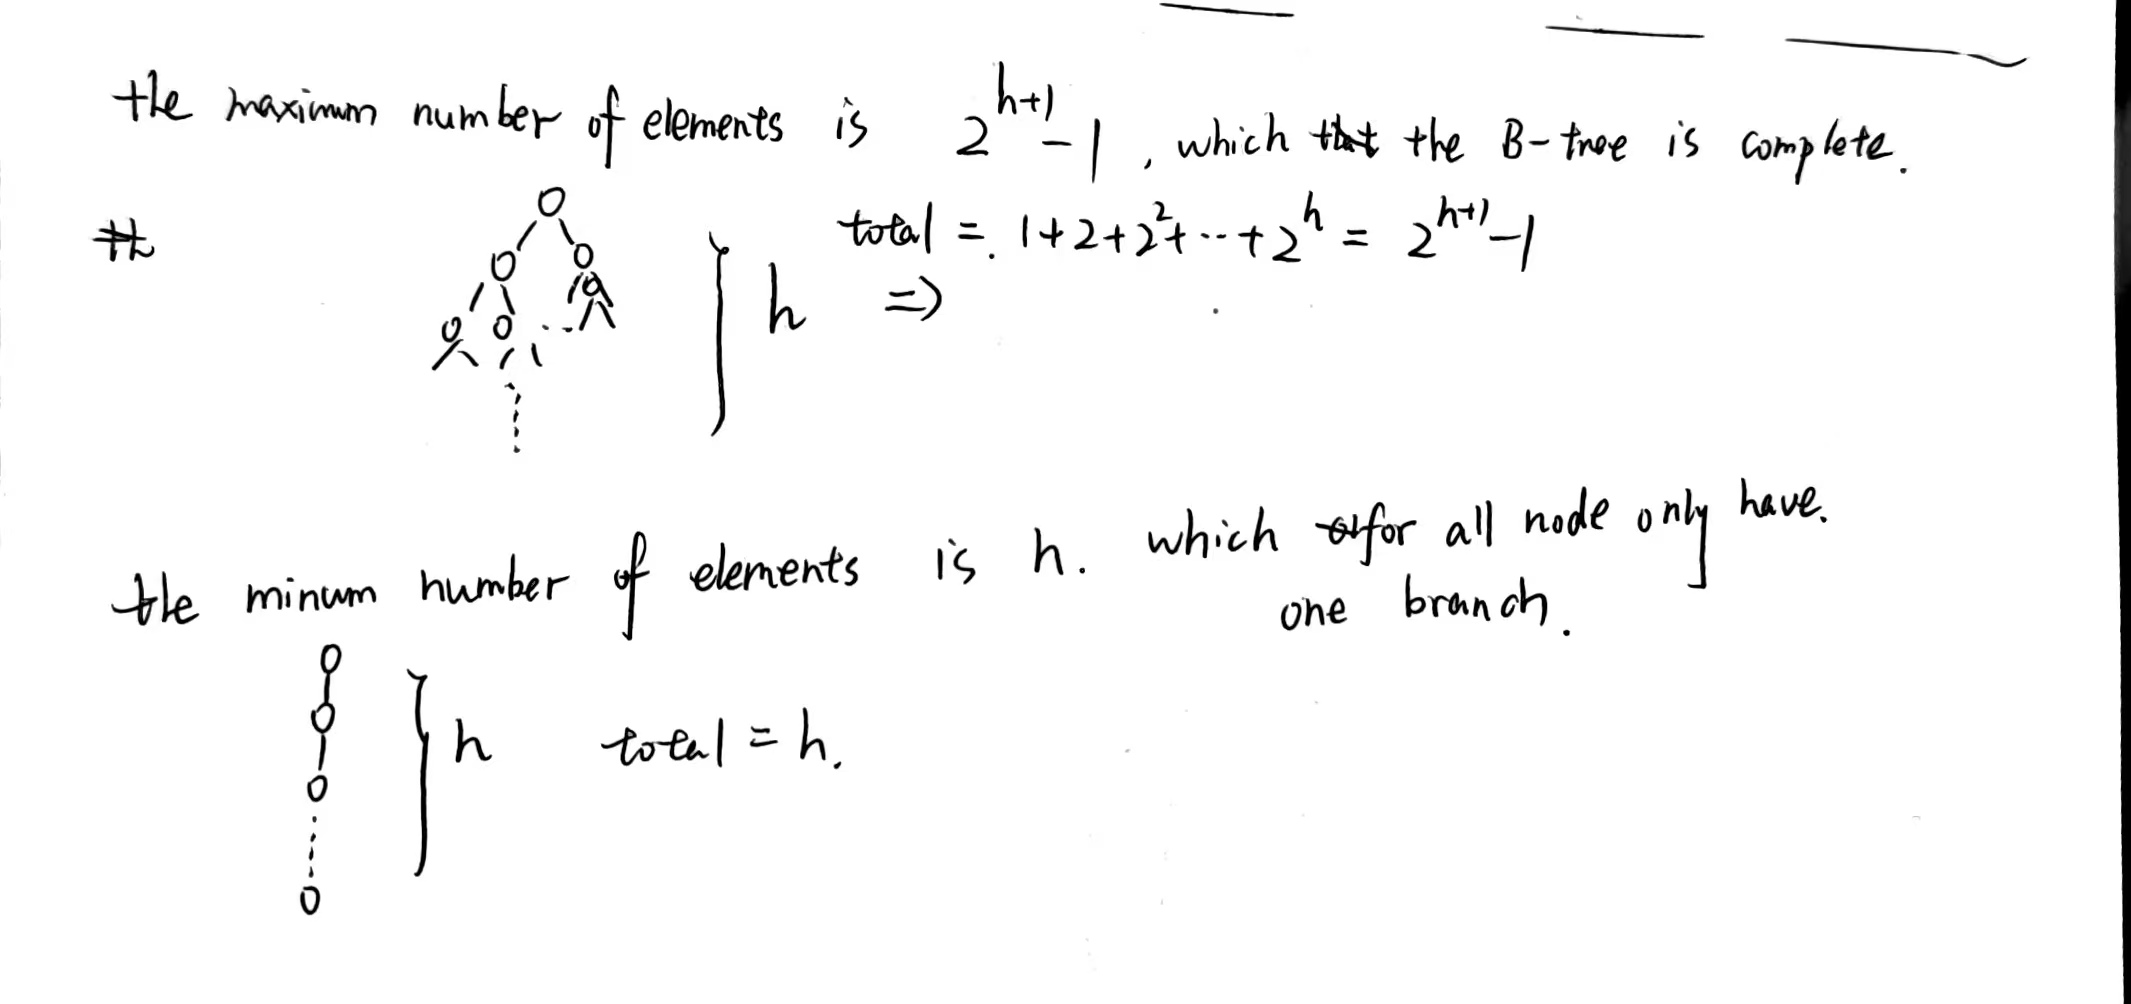 the maximum number of elements is 2^{h+1}-1, which the B-tree is complete.
total = 1+2+2^2+...+2^h = 2^{h+1}-1
h =>
the minum number of elements is h. which for all node only have.
one branch.
h total = h.